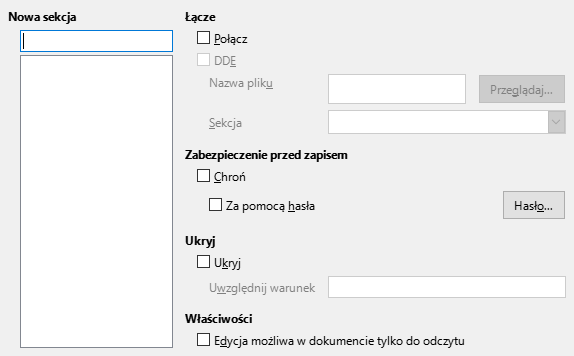 Nowa sekcja
Łącze
Połącz
DDE
Nazwa pliku
Przeglądaj...
Sekcja
Zabezpieczenie przed zapisem
Chroń
Za pomocą hasła
Hasło...
Ukryj
Ukryj
Uwzględnij warunek
Właściwości
Edycja możliwa w dokumencie tylko do odczytu